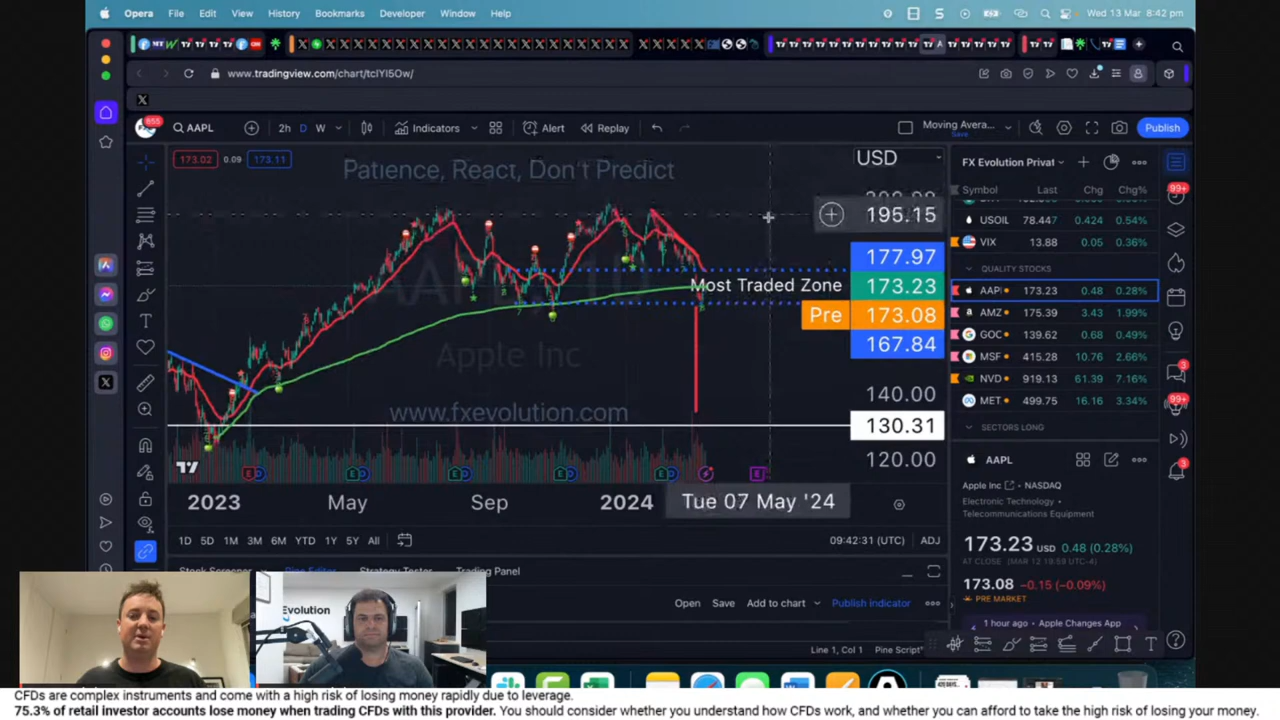 Opera File Edit View History Bookmarks Developer Window Help Wed 13 Mar 8:42 pm
www.tradingview.com/chart/tclYI5Ow/
855 AAPL 2h D W Indicators Alert Replay Moving Avera... Save Publish
173.02 0.09 173.11
Patience, React, Don't Predict
USD
195.15
177.97
Most Traded Zone 173.23
Pre 173.08
167.84
Apple Inc
140.00
www.fxevolution.com
130.31
120.00
2023 May Sep 2024 Tue 07 May '24
1D 5D 1M 3M 6M YTD 1Y 5Y All 09:42:31 (UTC) ADJ
Strategy Tester Trading Panel
Open Save Add to chart Publish indicator
Line 1, Col 1 Pine Script
FX Evolution Privat
Symbol Last Chg Chg%
USOIL 78.447 0.424 0.54%
VIX 13.88 0.05 0.36%
QUALITY STOCKS
AAPL 173.23 0.48 0.28%
AMZ 175.39 3.43 1.99%
GOC 139.62 0.68 0.49%
MSF 415.28 10.76 2.66%
NVD 919.13 61.39 7.16%
MET 499.75 16.16 3.34%
SECTORS LONG
AAPL
Apple Inc NASDAQ
Electronic Technology •
Telecommunications Equipment
173.23 USD 0.48 (0.28%)
AT CLOSE (MAR 12 19:59 UTC-4)
173.08 −0.15 (−0.09%)
PRE MARKET
1 hour ago • Apple Changes App
99+
3
99+
3
Evolution
CFDs are complex instruments and come with a high risk of losing money rapidly due to leverage.
75.3% of retail investor accounts lose money when trading CFDs with this provider. You should consider whether you understand how CFDs work, and whether you can afford to take the high risk of losing your money.